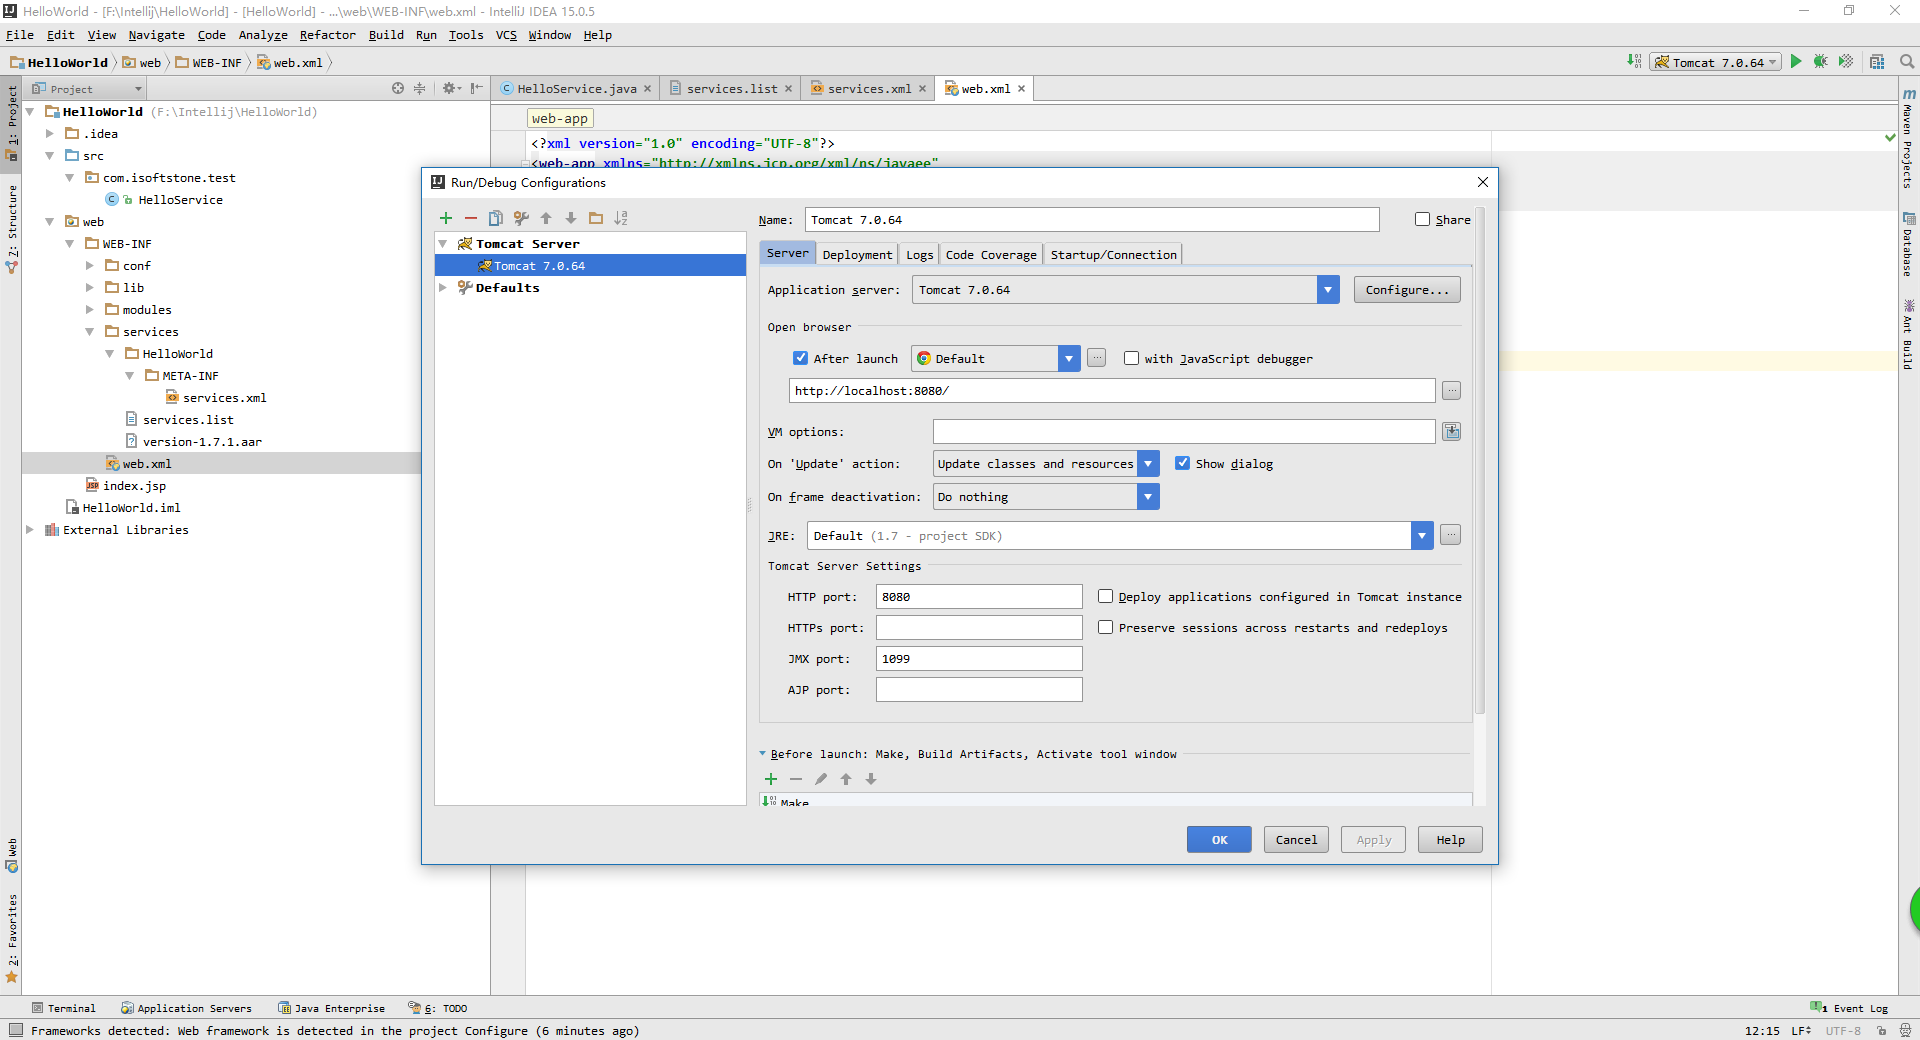 HelloWorld - [F:\Intellij\HelloWorld] - [HelloWorld] - ...\web\WEB-INF\web.xml - IntelliJ IDEA 15.0.5
File Edit View Navigate Code Analyze Refactor Build Run Tools VCS Window Help
HelloWorld web WEB-INF web.xml
Tomcat 7.0.64
Project
HelloService.java services.list services.xml web.xml
1: Project
7: Structure
Web
2: Favorites
HelloWorld (F:\Intellij\HelloWorld)
.idea
src
com.isoftstone.test
HelloService
web
WEB-INF
conf
lib
modules
services
HelloWorld
META-INF
services.xml
services.list
version-1.7.1.aar
web.xml
index.jsp
HelloWorld.iml
External Libraries
web-app
<?xml version="1.0" encoding="UTF-8"?>
<web-app xmlns="http://xmlns.jcp.org/xml/ns/javaee"
Maven Projects
Database
Ant Build
Run/Debug Configurations
Tomcat Server
Tomcat 7.0.64
Defaults
Name: Tomcat 7.0.64 Share
Server Deployment Logs Code Coverage Startup/Connection
Application server: Tomcat 7.0.64 Configure...
Open browser
After launch Default ... with JavaScript debugger
http://localhost:8080/ ...
VM options:
On 'Update' action: Update classes and resources Show dialog
On frame deactivation: Do nothing
JRE: Default (1.7 - project SDK) ...
Tomcat Server Settings
HTTP port: 8080 Deploy applications configured in Tomcat instance
HTTPs port: Preserve sessions across restarts and redeploys
JMX port: 1099
AJP port:
Before launch: Make, Build Artifacts, Activate tool window
Make
OK Cancel Apply Help
Terminal Application Servers Java Enterprise 6: TODO 1 Event Log
Frameworks detected: Web framework is detected in the project Configure (6 minutes ago) 12:15 LF UTF-8